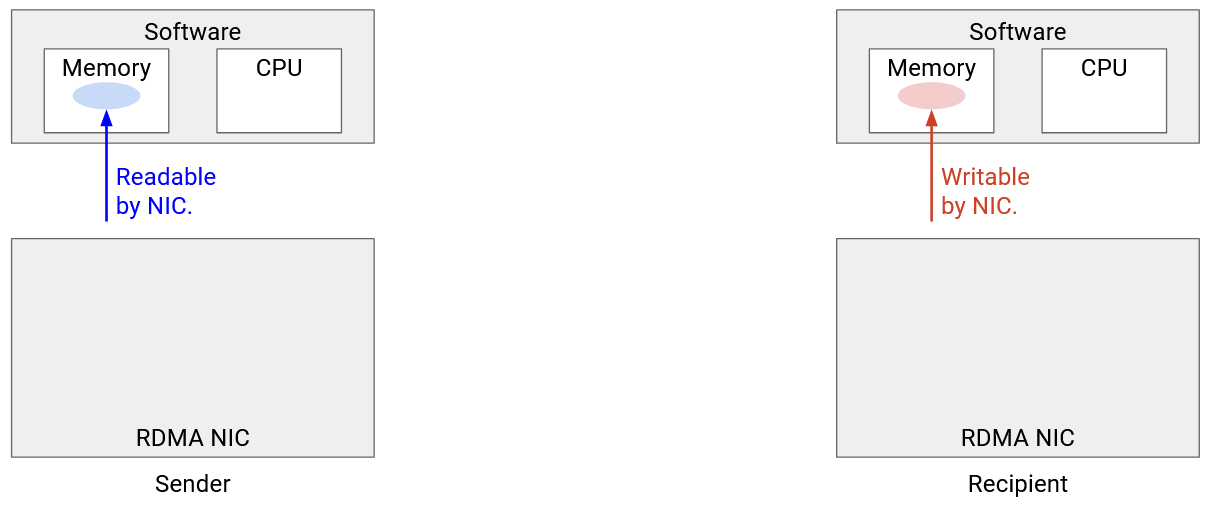 Software
Memory
CPU
Readable
by NIC.
RDMA NIC
Sender
Software
Memory
CPU
Writable
by NIC.
RDMA NIC
Recipient